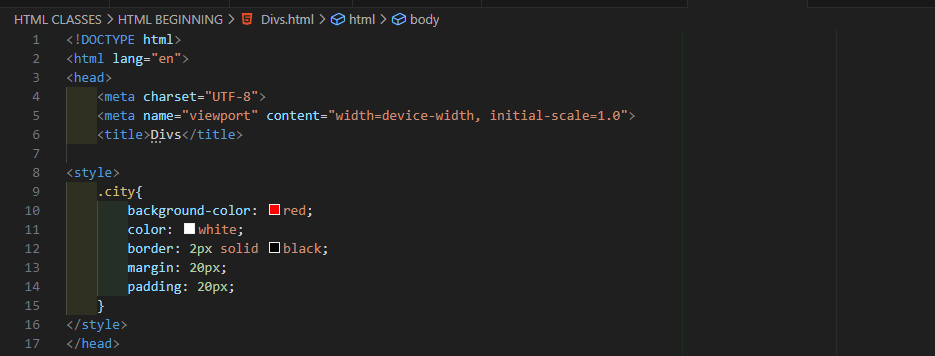 HTML CLASSES > HTML BEGINNING > Divs.html > html > body
1 <!DOCTYPE html>
2 <html lang="en">
3 <head>
4     <meta charset="UTF-8">
5     <meta name="viewport" content="width=device-width, initial-scale=1.0">
6     <title>Divs</title>
7
8 <style>
9     .city{
10         background-color: red;
11         color: white;
12         border: 2px solid black;
13         margin: 20px;
14         padding: 20px;
15     }
16 </style>
17 </head>